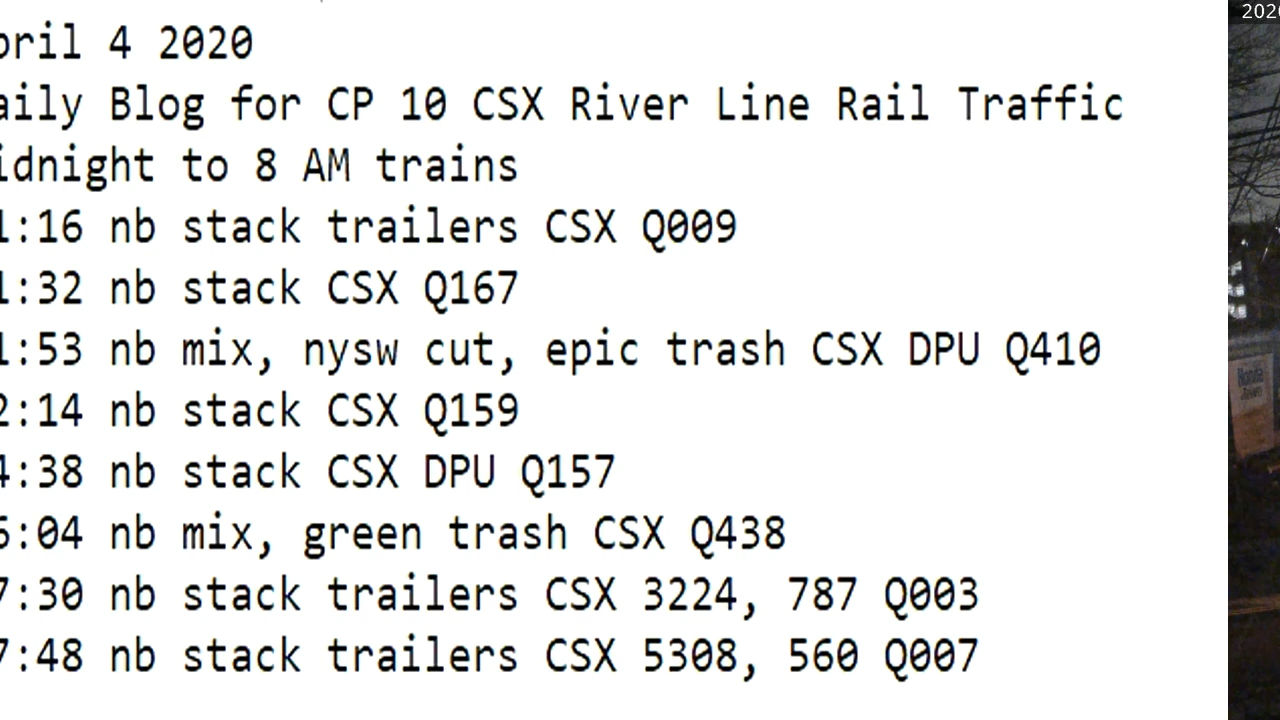 pril 4 2020
aily Blog for CP 10 CSX River Line Rail Traffic
idnight to 8 AM trains
1:16 nb stack trailers CSX Q009
1:32 nb stack CSX Q167
1:53 nb mix, nysw cut, epic trash CSX DPU Q410
2:14 nb stack CSX Q159
4:38 nb stack CSX DPU Q157
:04 nb mix, green trash CSX Q438
7:30 nb stack trailers CSX 3224, 787 Q003
7:48 nb stack trailers CSX 5308, 560 Q007
202
Honda